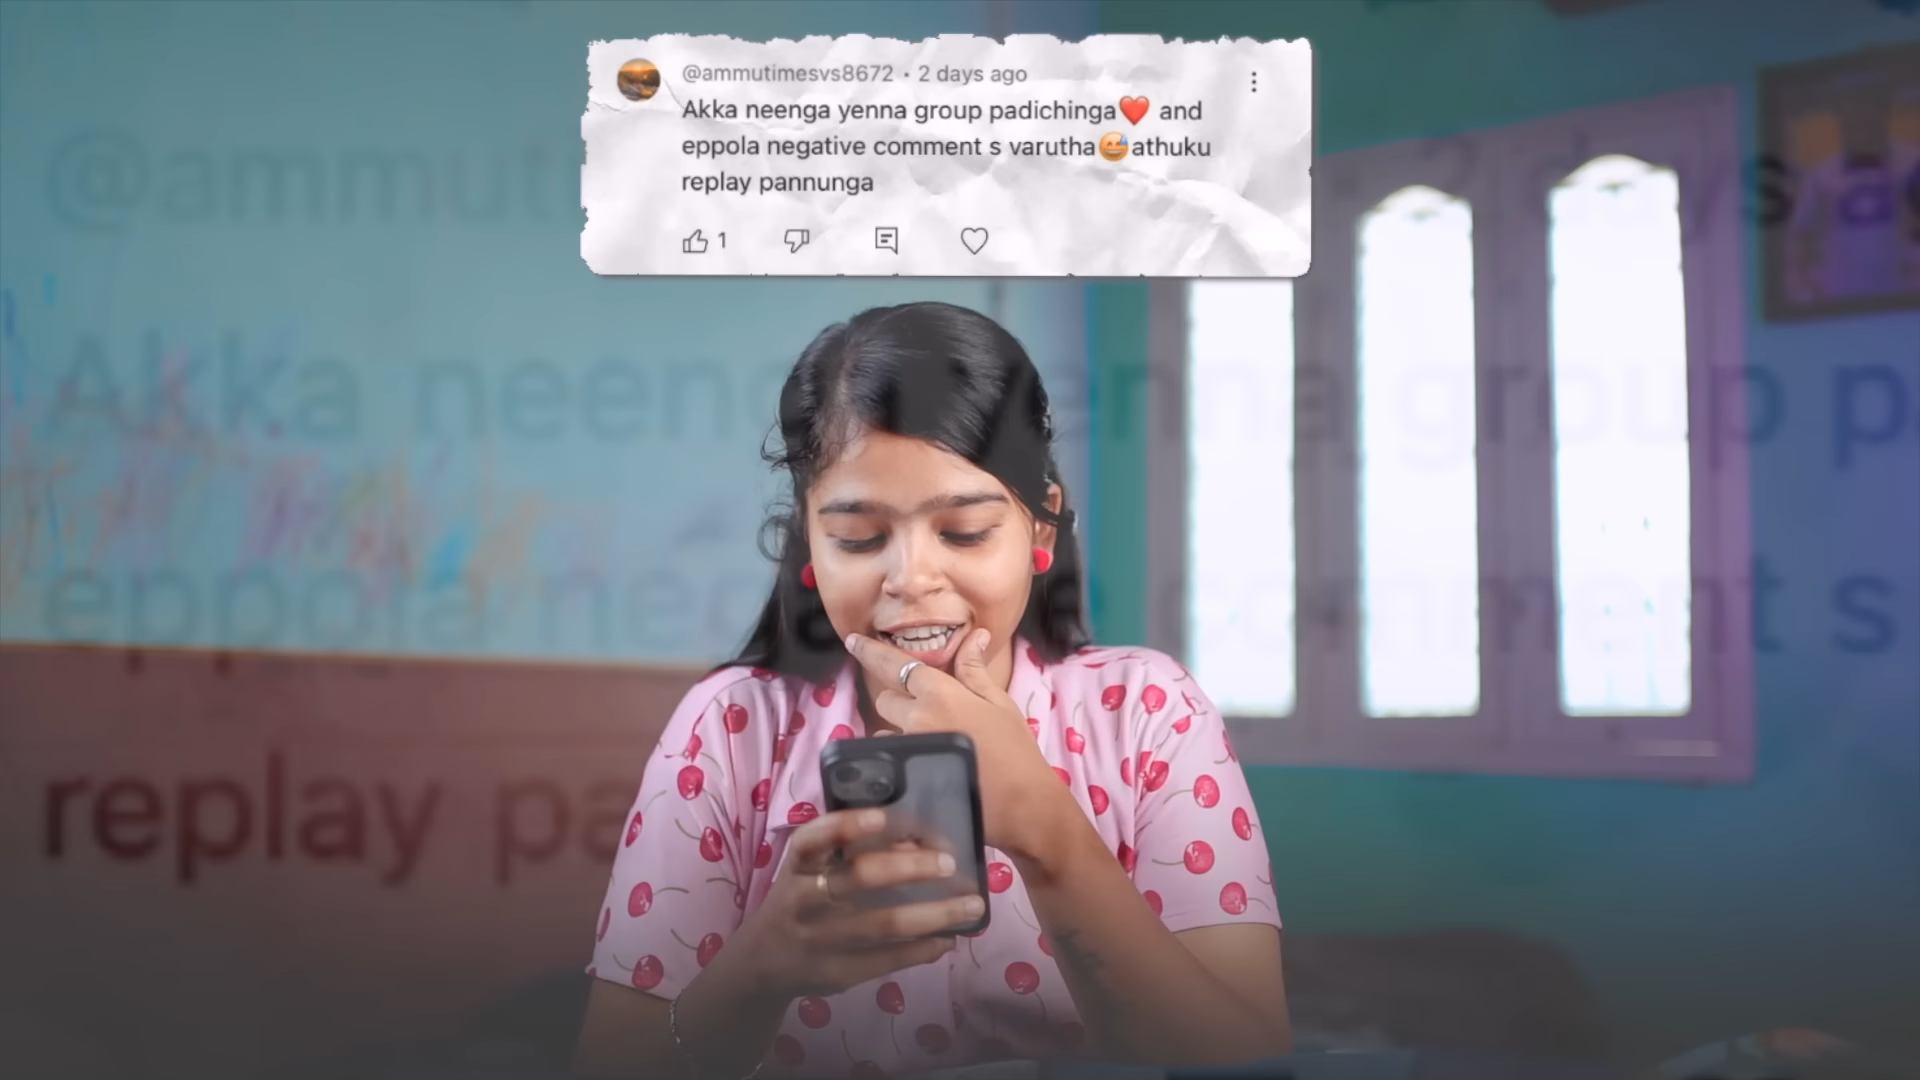 @ammutimesvs8672 • 2 days ago
Akka neenga yenna group padichinga❤️ and
eppola negative comment s varutha😅athuku
replay pannunga
1